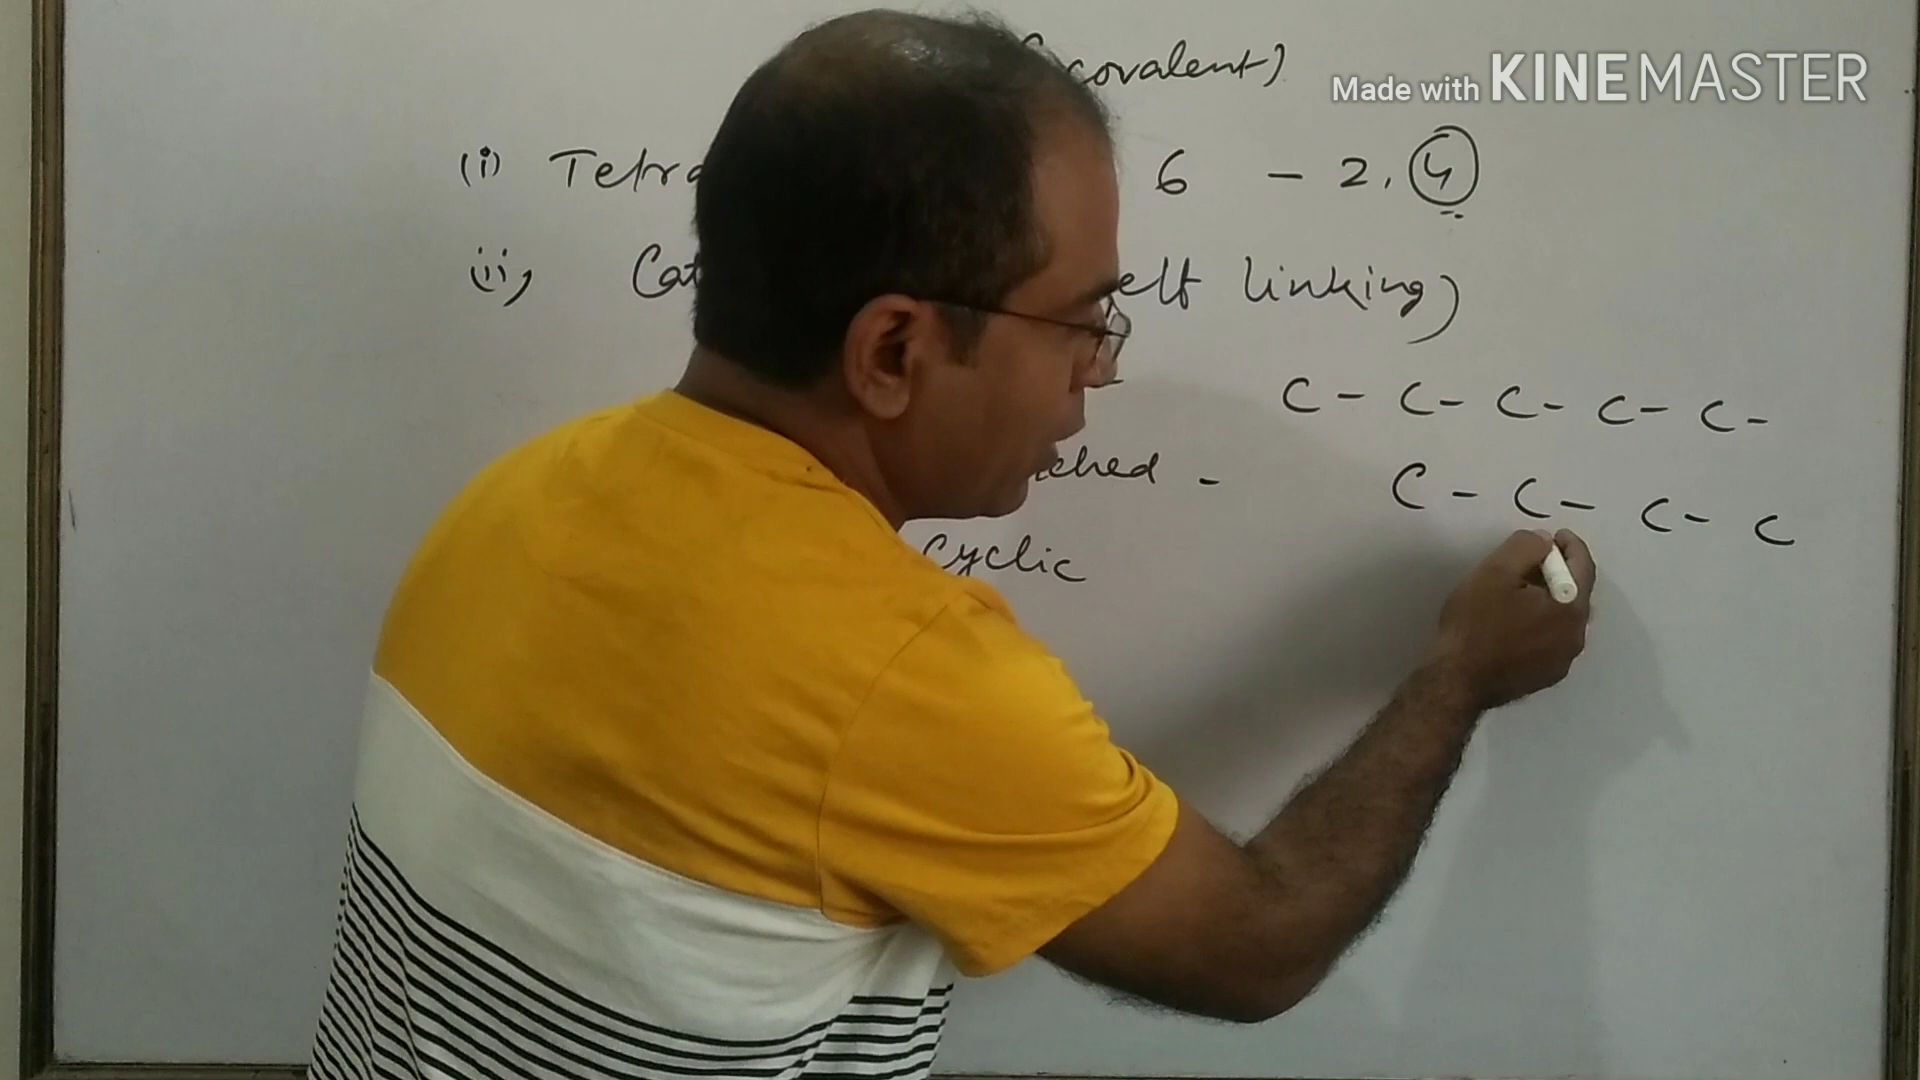 covalent)
Made with KINEMASTER
(i) Tetra 6 - 2, 4
(ii) Cat elf linking)
C - C - C - C - C -
ched - C - C - C - C
Cyclic